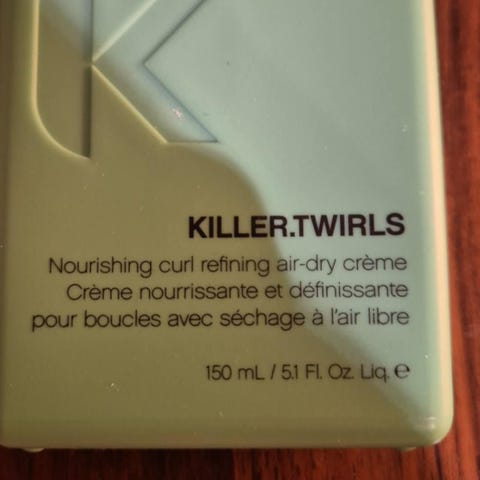 KILLER.TWIRLS
Nourishing curl refining air-dry crème
Crème nourrissante et définissante
pour boucles avec séchage à l'air libre
150 mL / 5.1 Fl. Oz. Liq. ℮